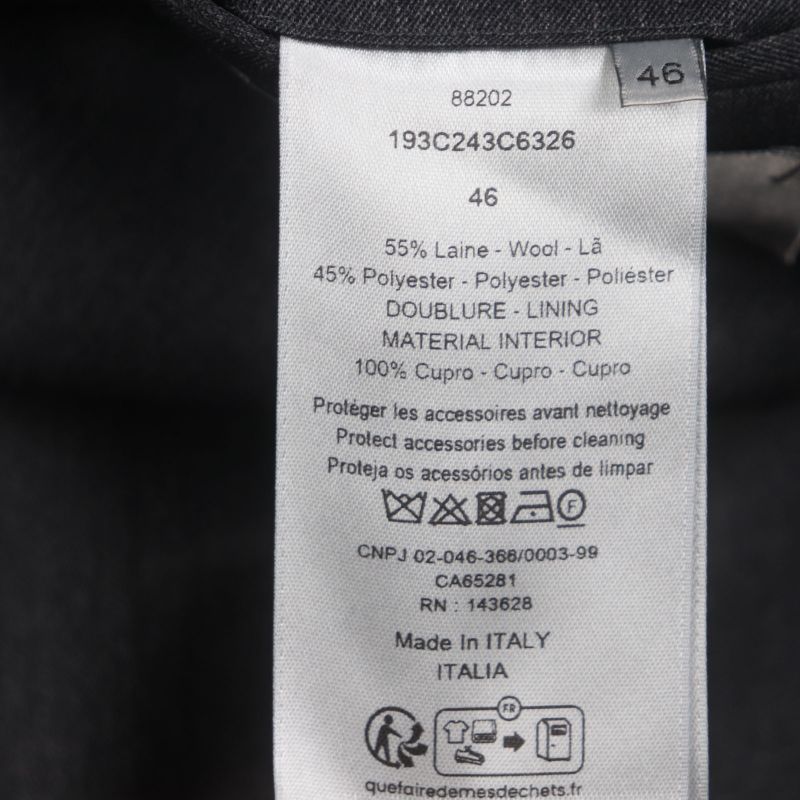 46
88202
193C243C6326
46
55% Laine - Wool - Lã
45% Polyester - Polyester - Poliéster
DOUBLURE - LINING
MATERIAL INTERIOR
100% Cupro - Cupro - Cupro
Protéger les accessoires avant nettoyage
Protect accessories before cleaning
Proteja os acessórios antes de limpar
F
CNPJ 02-046-366/0003-99
CA65281
RN : 143628
Made In ITALY
ITALIA
FR
quefairedemesdechets.fr